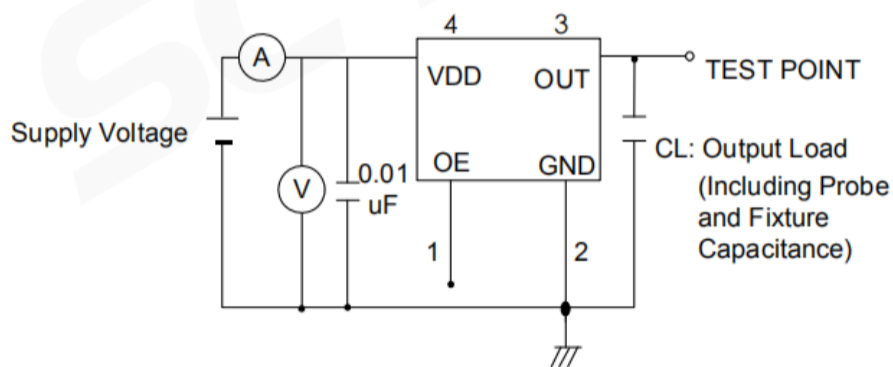 4 3
A
VDD OUT
TEST POINT
Supply Voltage
V
0.01
uF
OE GND
CL: Output Load
(Including Probe
and Fixture
Capacitance)
1 2